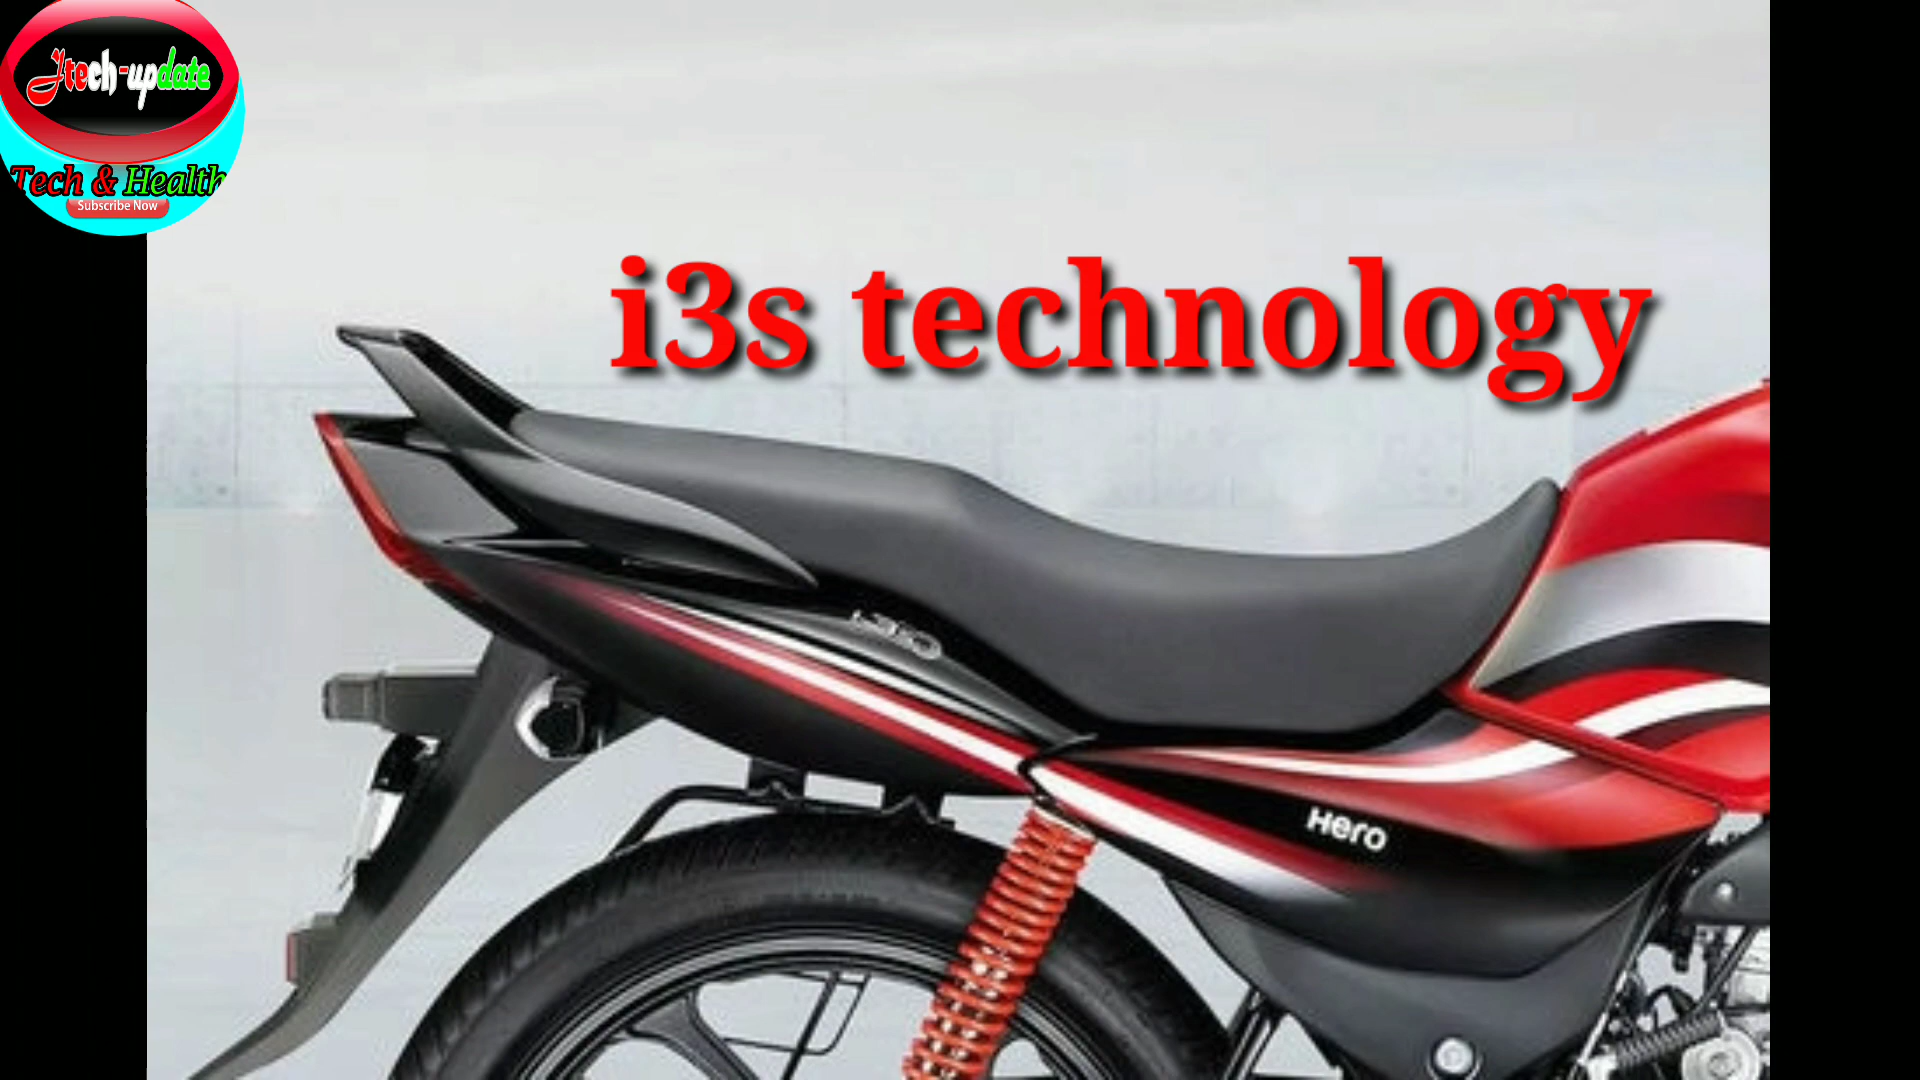 Jtech-update
Tech & Health
Subscribe Now
i3s technology
Hero